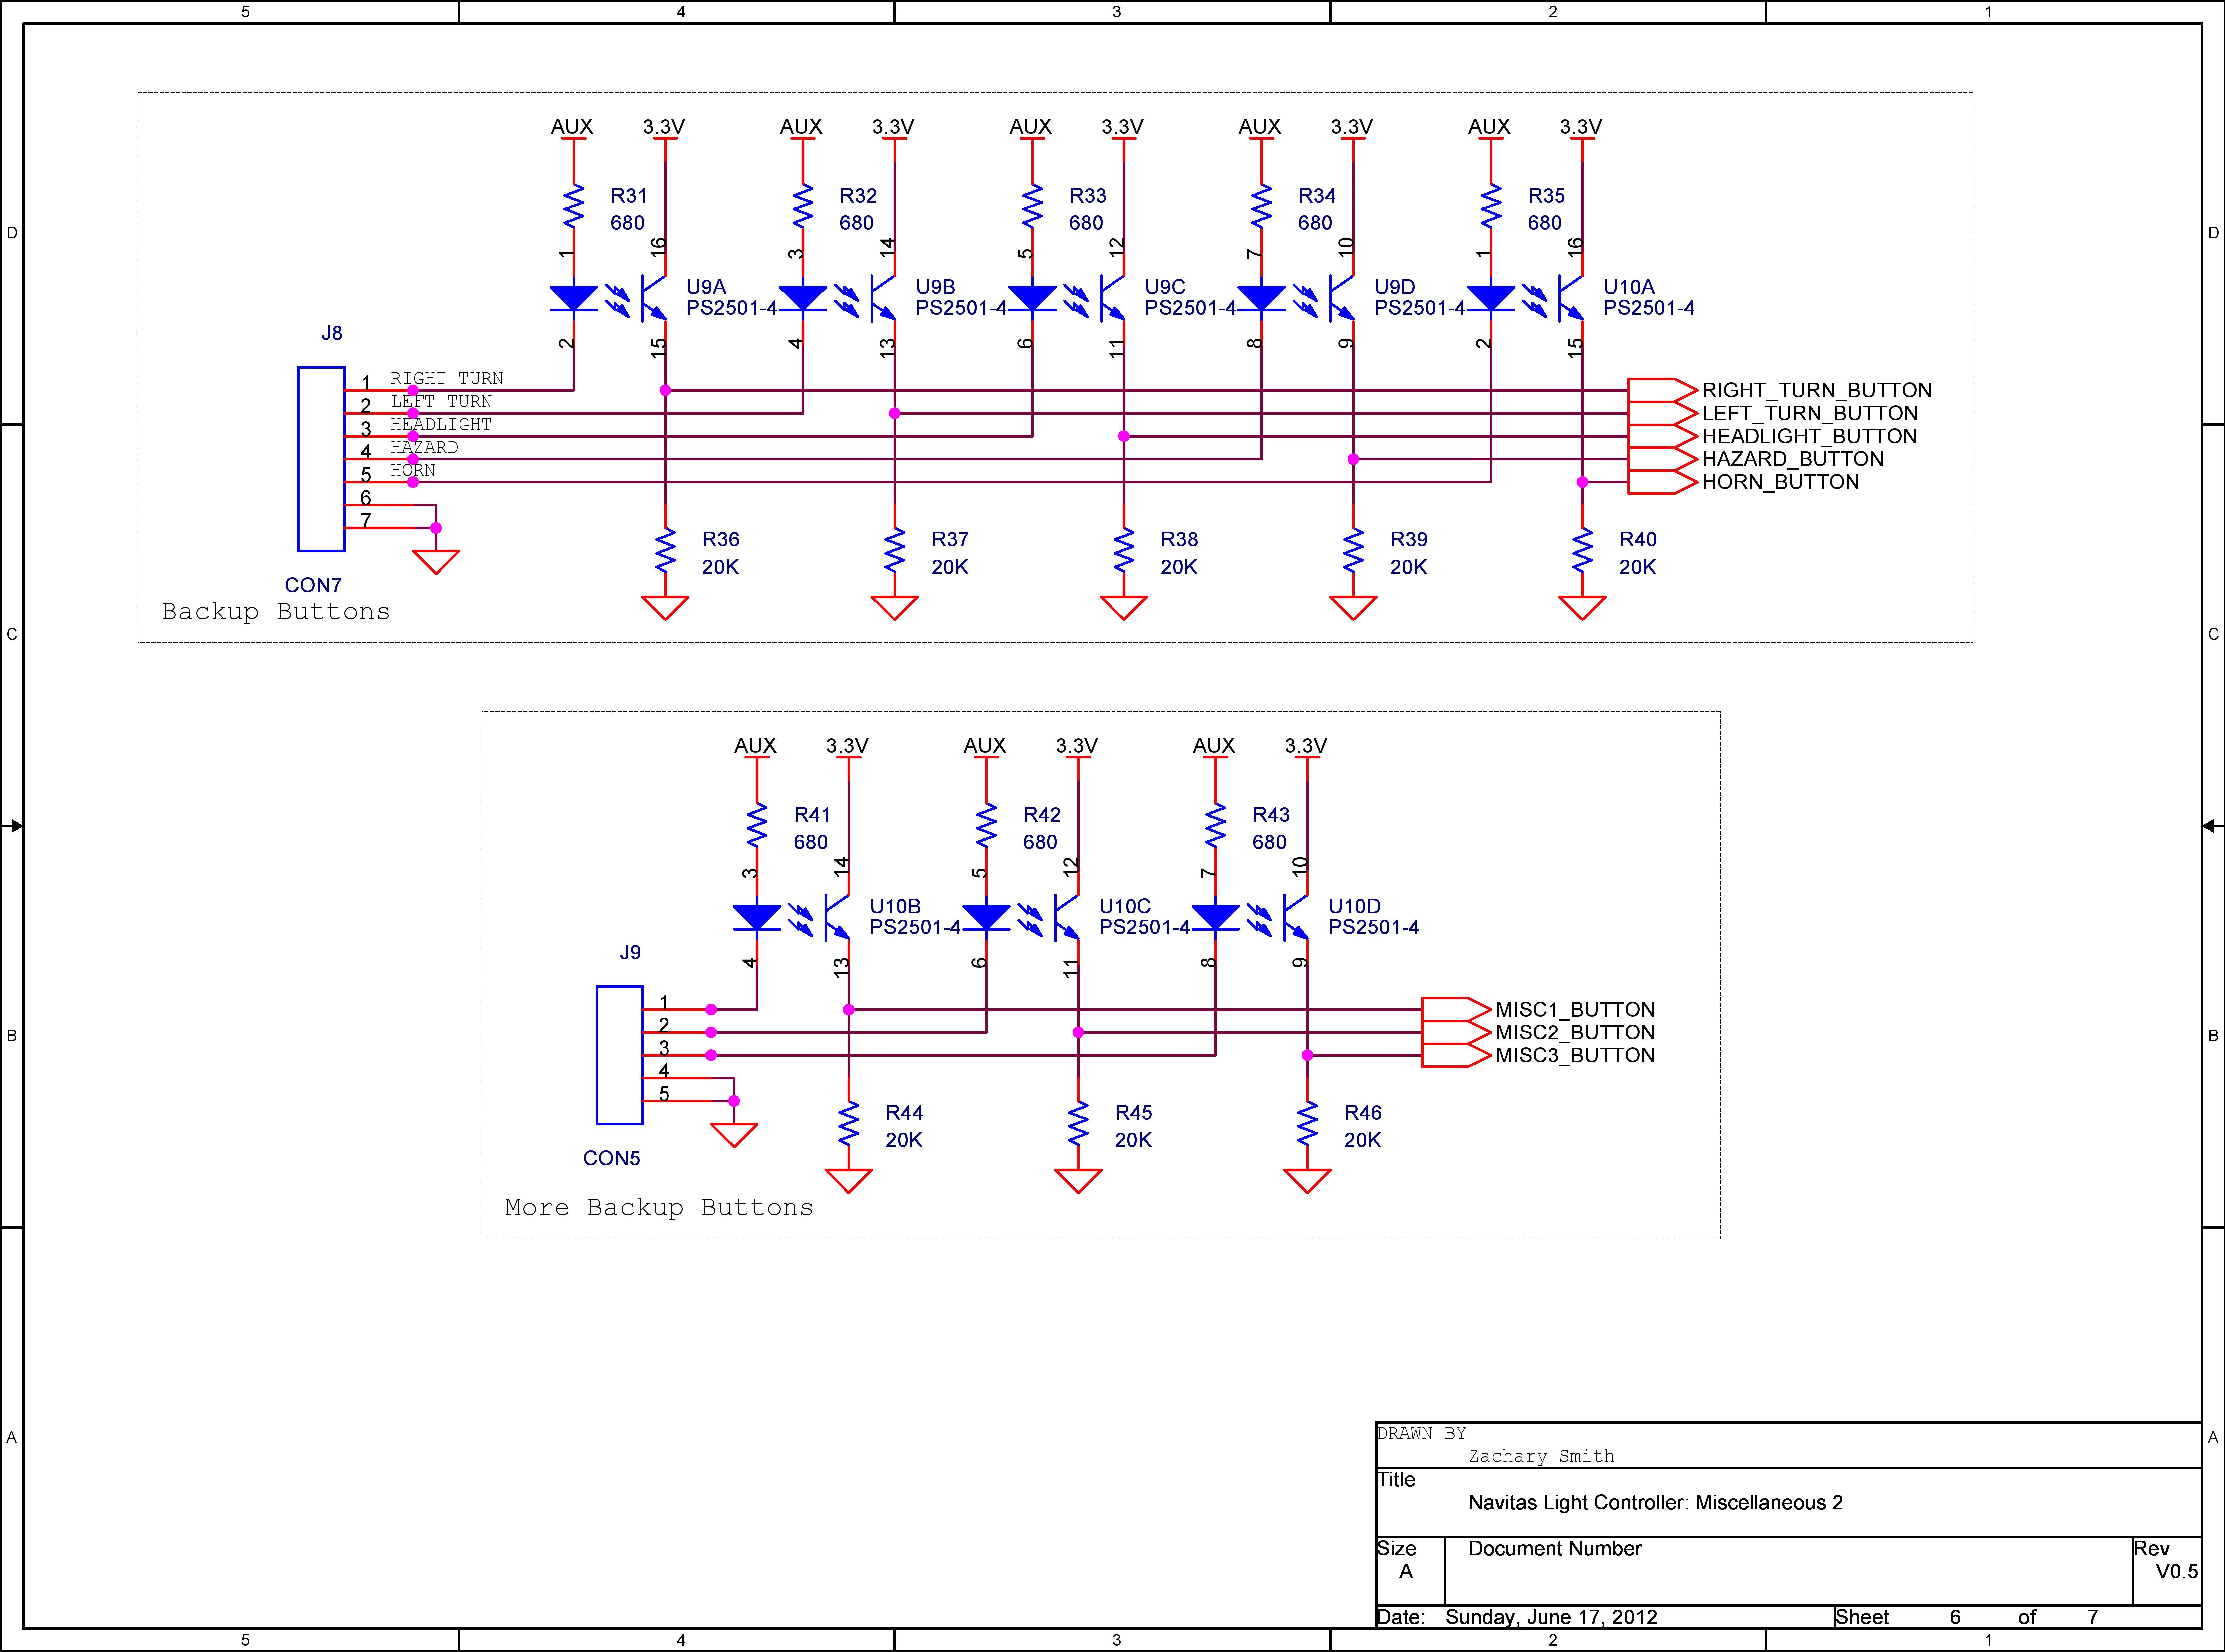 5 4 3 2 1
AUX 3.3V AUX 3.3V AUX 3.3V AUX 3.3V AUX 3.3V
R31 R32 R33 R34 R35
680 680 680 680 680
D D
1 16 3 14 5 12 7 10 1 16
U9A U9B U9C U9D U10A
PS2501-4 PS2501-4 PS2501-4 PS2501-4 PS2501-4
2 15 4 13 6 11 8 9 2 15
J8
1 RIGHT TURN RIGHT_TURN_BUTTON
2 LEFT TURN LEFT_TURN_BUTTON
3 HEADLIGHT HEADLIGHT_BUTTON
4 HAZARD HAZARD_BUTTON
5 HORN HORN_BUTTON
6
7
R36 R37 R38 R39 R40
20K 20K 20K 20K 20K
CON7
Backup Buttons
C C
AUX 3.3V AUX 3.3V AUX 3.3V
R41 R42 R43
680 680 680
3 14 5 12 7 10
U10B U10C U10D
PS2501-4 PS2501-4 PS2501-4
4 13 6 11 8 9
J9
1 MISC1_BUTTON
2 MISC2_BUTTON
3 MISC3_BUTTON
4
5
B B
R44 R45 R46
20K 20K 20K
CON5
More Backup Buttons
A A
DRAWN BY
Zachary Smith
Title
Navitas Light Controller: Miscellaneous 2
Size Document Number Rev
A V0.5
Date: Sunday, June 17, 2012 Sheet 6 of 7
5 4 3 2 1